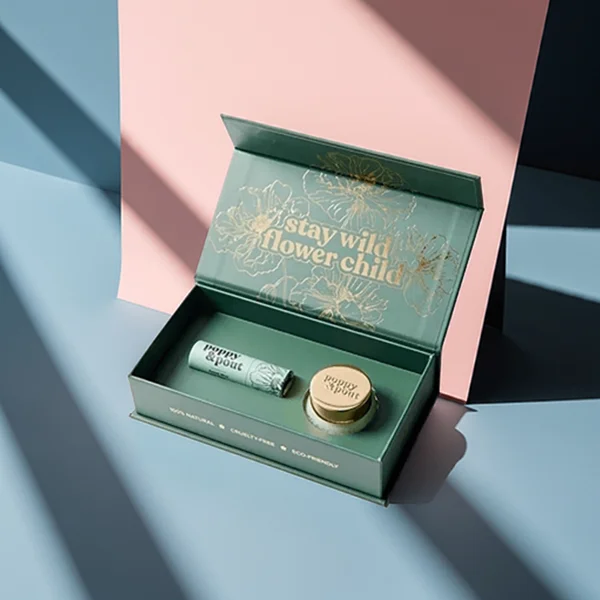 stay wild
flower child
poppy
&pout
poppy
&pout
100% NATURAL CRUELTY-FREE ECO-FRIENDLY